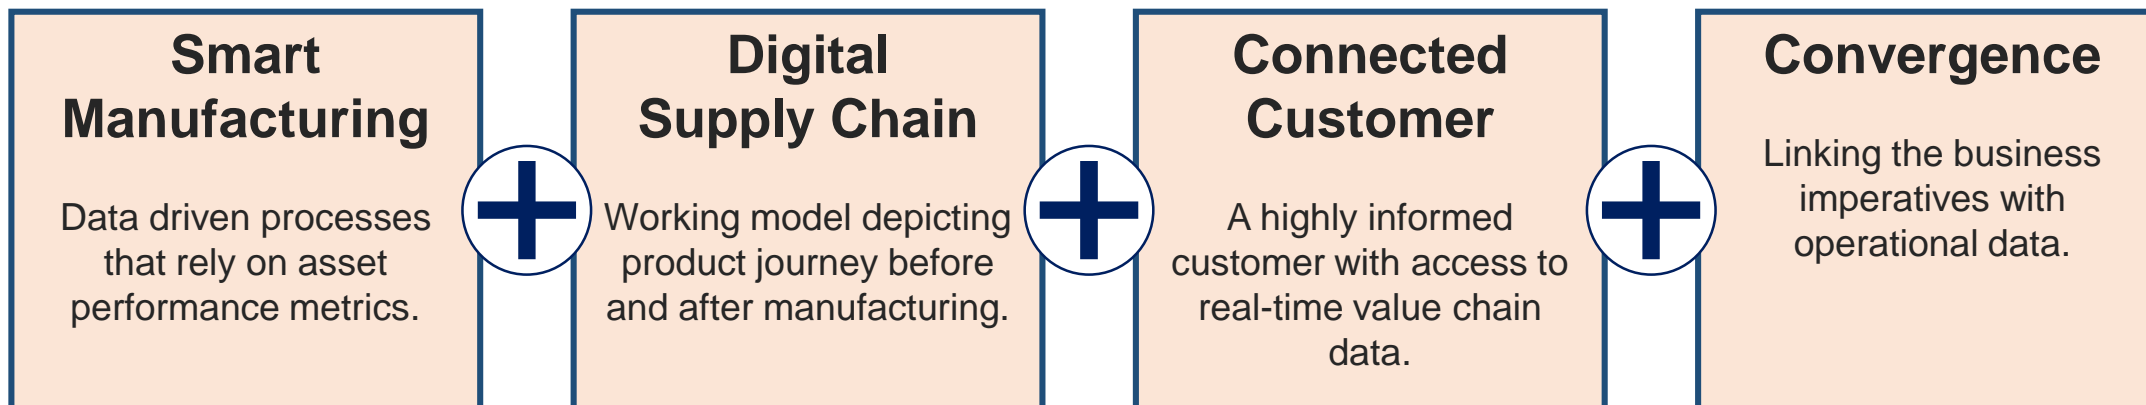 Smart
Manufacturing
Data driven processes
that rely on asset
performance metrics.
Digital
Supply Chain
Working model depicting
product journey before
and after manufacturing.
Connected
Customer
A highly informed
customer with access to
real-time value chain
data.
Convergence
Linking the business
imperatives with
operational data.